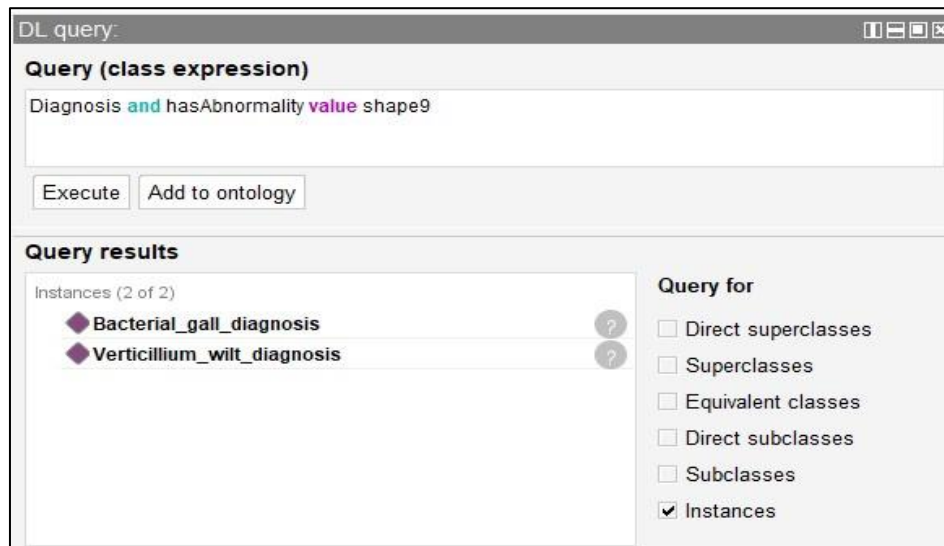 DL query:
Query (class expression)
Diagnosis and hasAbnormality value shape9
Execute
Add to ontology
Query results
Instances (2 of 2)
Bacterial_gall_diagnosis
?
Verticillium_wilt_diagnosis
?
Query for
Direct superclasses
Superclasses
Equivalent classes
Direct subclasses
Subclasses
Instances